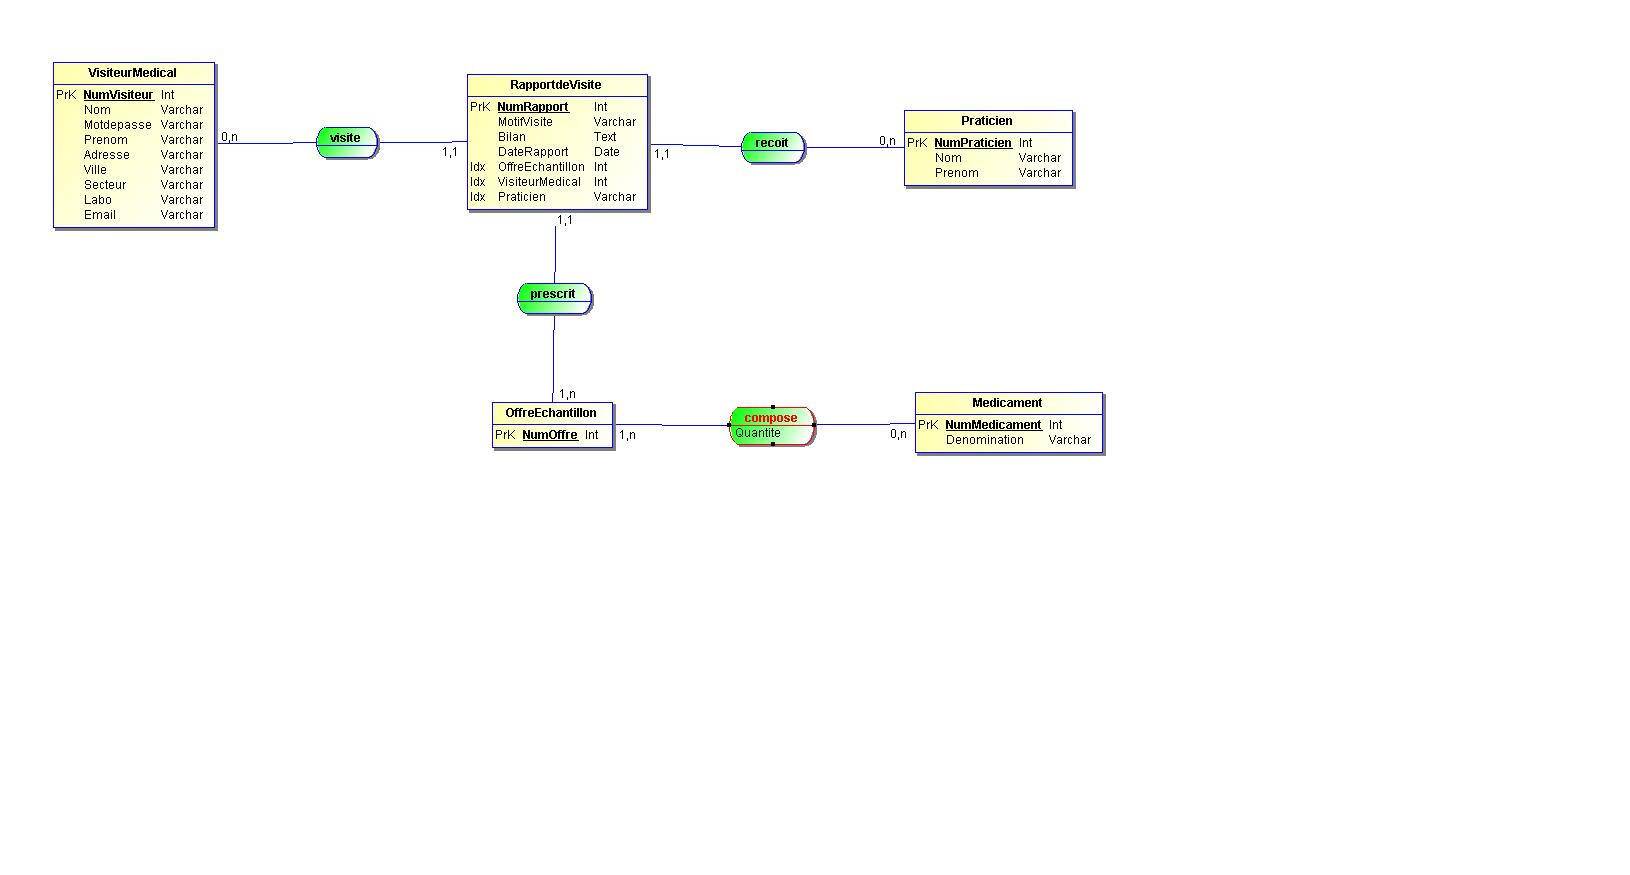 VisiteurMedical
PrK NumVisiteur Int
Nom Varchar
Motdepasse Varchar
Prenom Varchar
Adresse Varchar
Ville Varchar
Secteur Varchar
Labo Varchar
Email Varchar
0,n
visite
1,1
RapportdeVisite
PrK NumRapport Int
MotifVisite Varchar
Bilan Text
DateRapport Date
Idx OffreEchantillon Int
Idx VisiteurMedical Int
Idx Praticien Varchar
1,1
recoit
0,n
Praticien
PrK NumPraticien Int
Nom Varchar
Prenom Varchar
1,1
prescrit
1,n
OffreEchantillon
PrK NumOffre Int
1,n
compose
Quantite
0,n
Medicament
PrK NumMedicament Int
Denomination Varchar